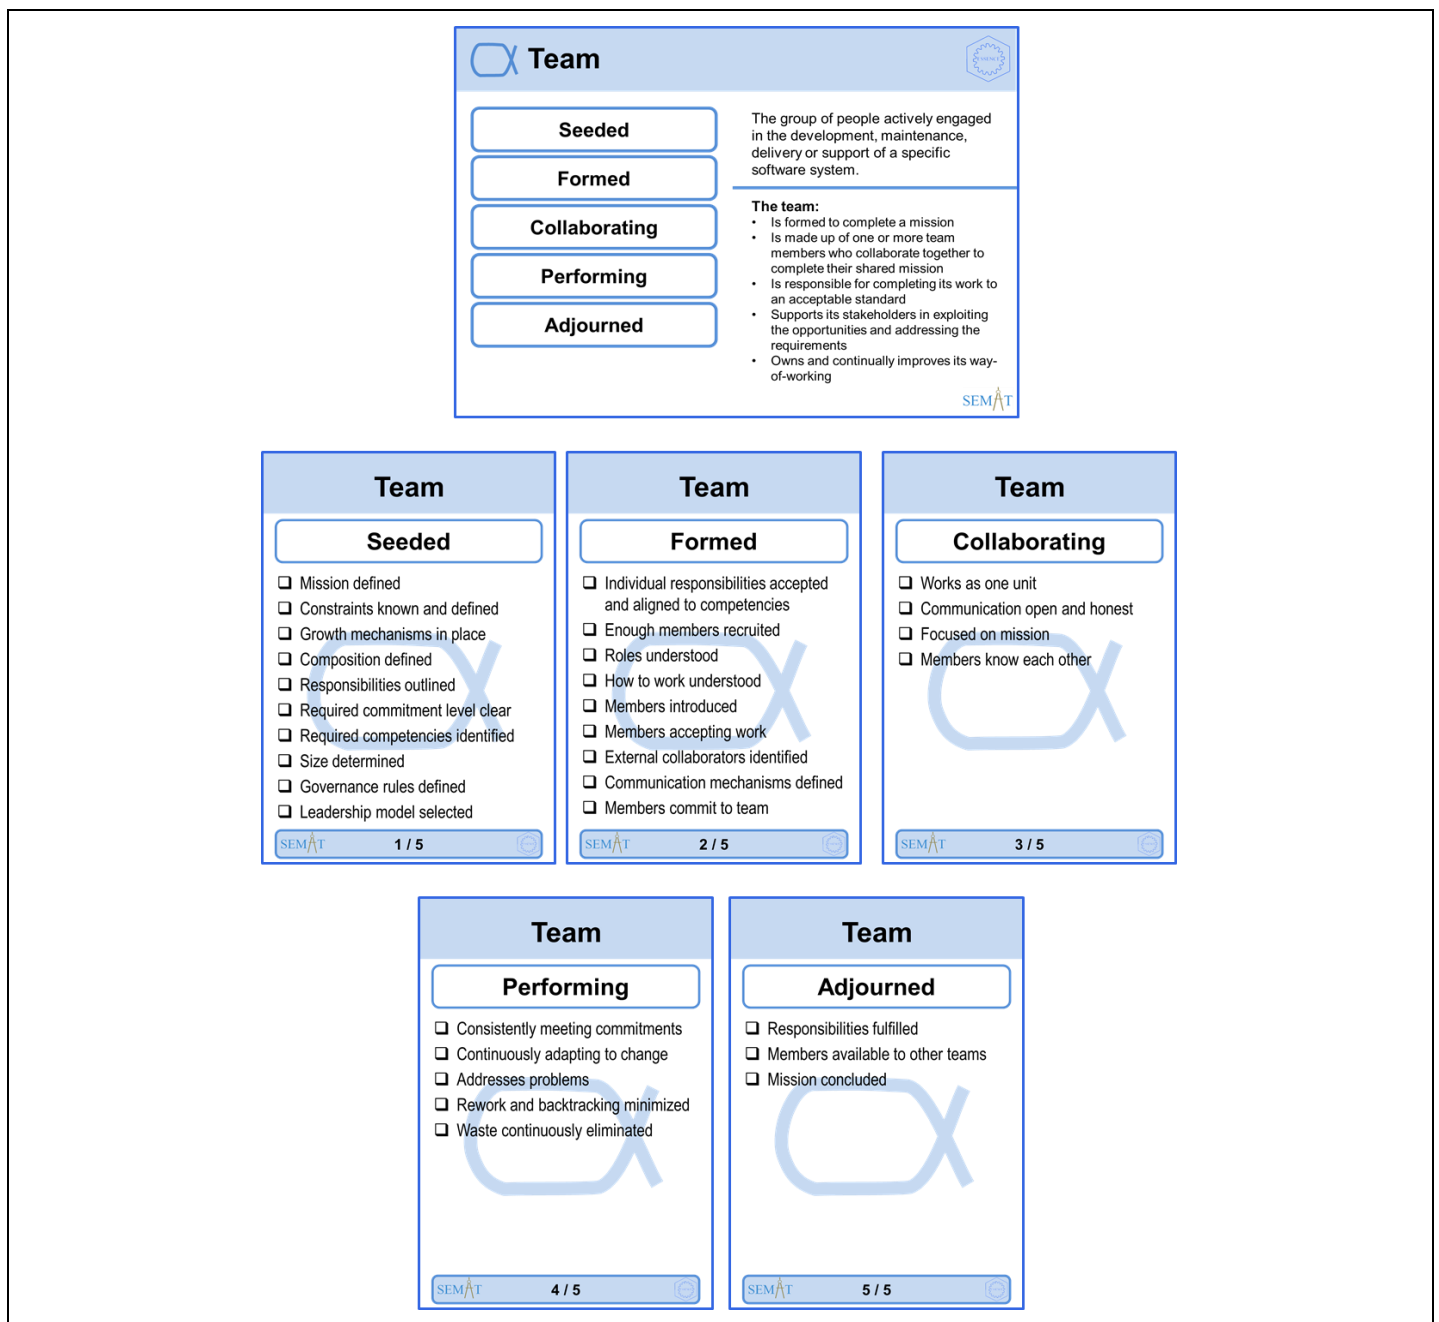 Team
ESSENCE
Seeded
Formed
Collaborating
Performing
Adjourned
The group of people actively engaged
in the development, maintenance,
delivery or support of a specific
software system.
The team:
• Is formed to complete a mission
• Is made up of one or more team
members who collaborate together to
complete their shared mission
• Is responsible for completing its work to
an acceptable standard
• Supports its stakeholders in exploiting
the opportunities and addressing the
requirements
• Owns and continually improves its way-
of-working
SEMAT
Team
Seeded
❑ Mission defined
❑ Constraints known and defined
❑ Growth mechanisms in place
❑ Composition defined
❑ Responsibilities outlined
❑ Required commitment level clear
❑ Required competencies identified
❑ Size determined
❑ Governance rules defined
❑ Leadership model selected
SEMAT 1 / 5
Team
Formed
❑ Individual responsibilities accepted
and aligned to competencies
❑ Enough members recruited
❑ Roles understood
❑ How to work understood
❑ Members introduced
❑ Members accepting work
❑ External collaborators identified
❑ Communication mechanisms defined
❑ Members commit to team
SEMAT 2 / 5
Team
Collaborating
❑ Works as one unit
❑ Communication open and honest
❑ Focused on mission
❑ Members know each other
SEMAT 3 / 5
Team
Performing
❑ Consistently meeting commitments
❑ Continuously adapting to change
❑ Addresses problems
❑ Rework and backtracking minimized
❑ Waste continuously eliminated
SEMAT 4 / 5
Team
Adjourned
❑ Responsibilities fulfilled
❑ Members available to other teams
❑ Mission concluded
SEMAT 5 / 5